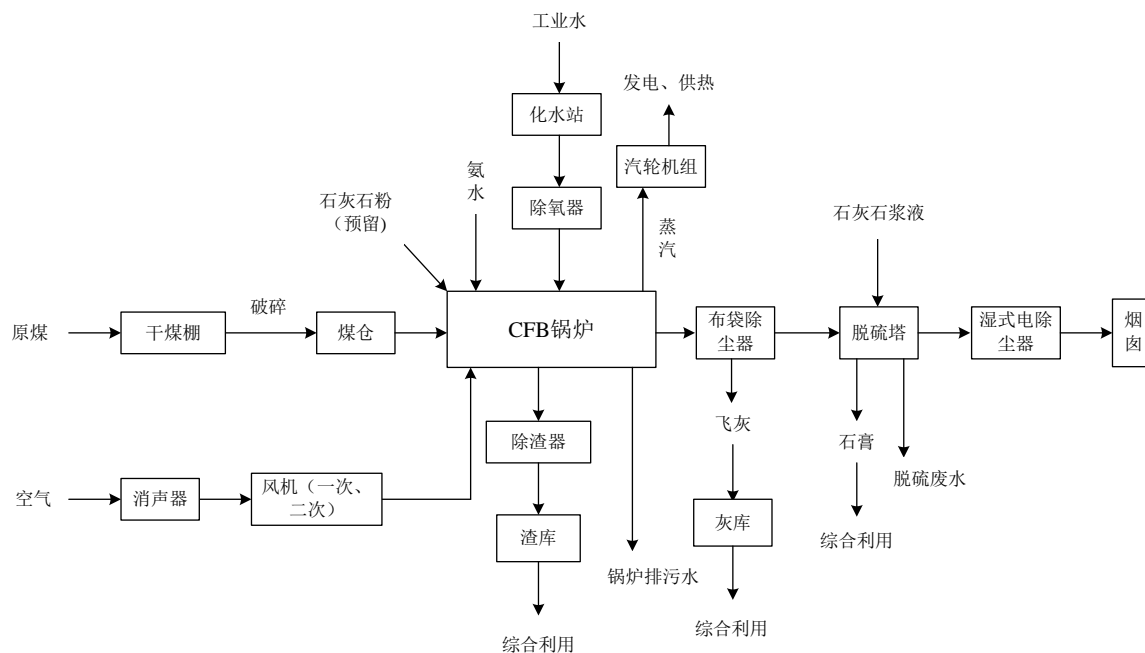 工业水
发电、供热
化水站
汽轮机组
氨
水
石灰石粉
（预留)
除氧器
蒸
汽
石灰石浆液
原煤
干煤棚
破碎
煤仓
CFB锅炉
布袋除
尘器
脱硫塔
湿式电除
尘器
烟
囱
飞灰
石膏
除渣器
脱硫废水
空气
消声器
风机（一次、
二次）
渣库
灰库
综合利用
锅炉排污水
综合利用
综合利用